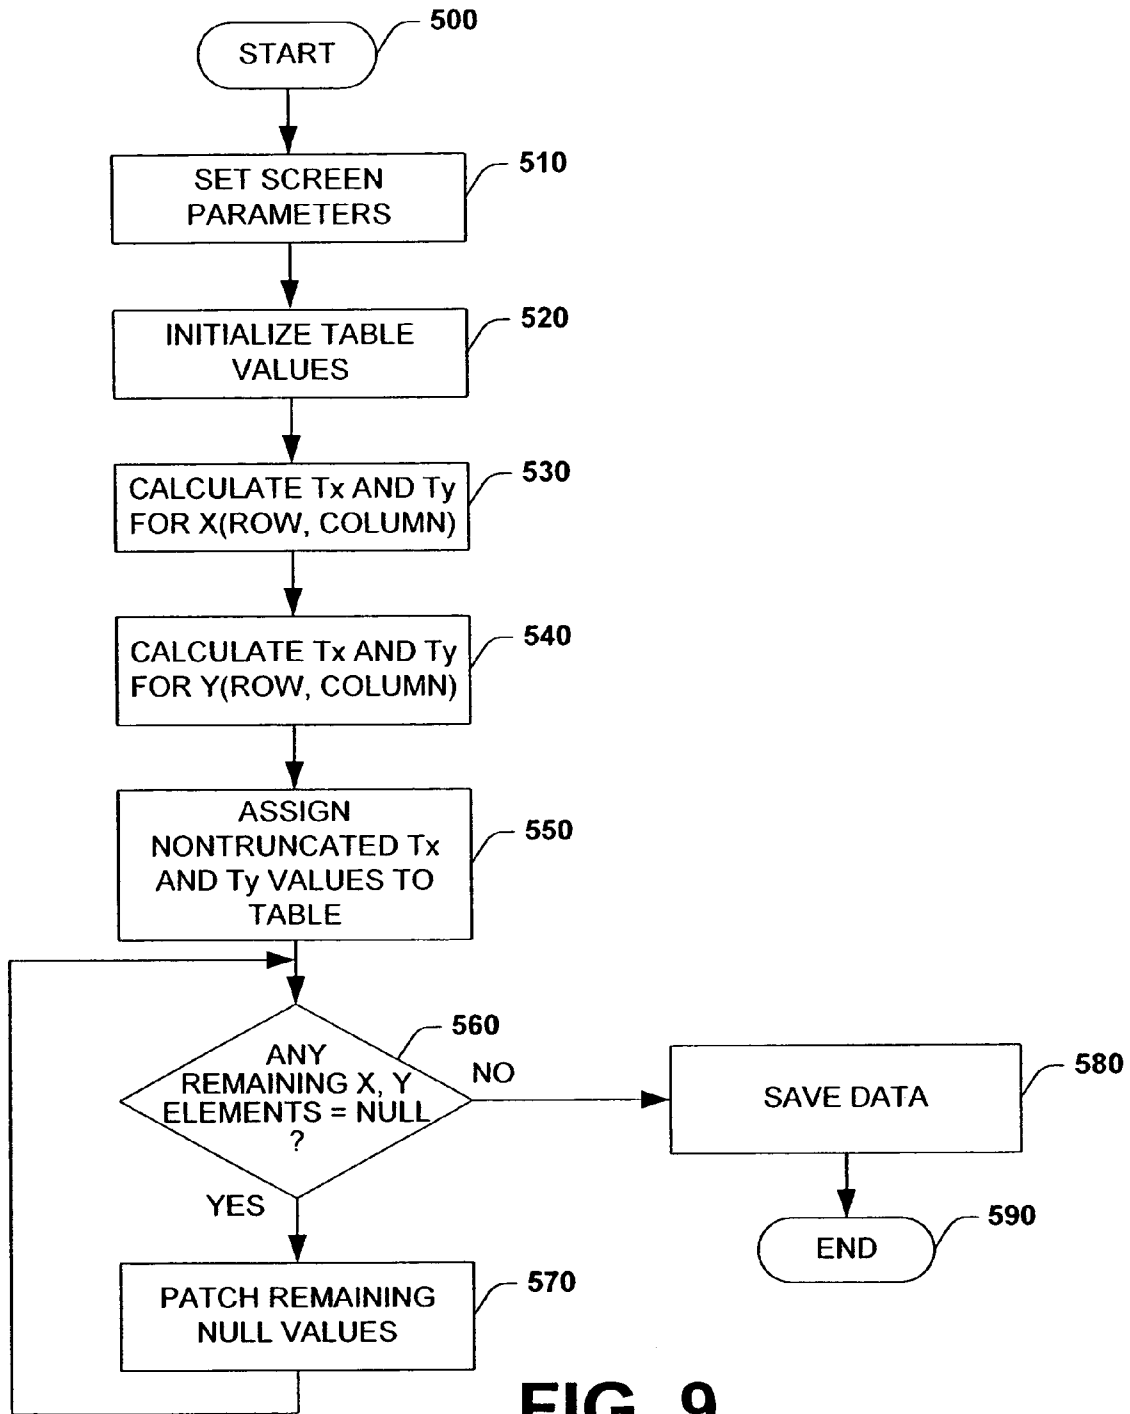 START
500
SET SCREEN
PARAMETERS
510
INITIALIZE TABLE
VALUES
520
CALCULATE Tx AND Ty
FOR X(ROW, COLUMN)
530
CALCULATE Tx AND Ty
FOR Y(ROW, COLUMN)
540
ASSIGN
NONTRUNCATED Tx
AND Ty VALUES TO
TABLE
550
ANY
REMAINING X, Y
ELEMENTS = NULL
?
560
NO
YES
SAVE DATA
580
END
590
PATCH REMAINING
NULL VALUES
570
FIG. 9